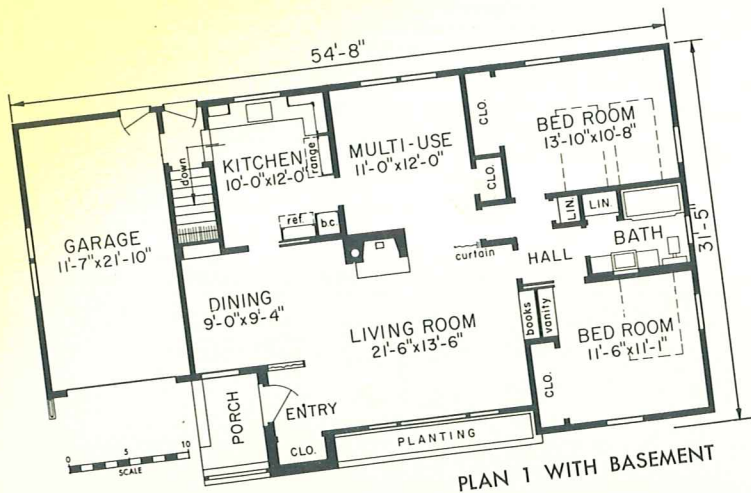 54'-8"
BED ROOM
13'-10"x10'-8"
CLO.
MULTI-USE
11'-0"x12'-0"
KITCHEN
10'-0"x12'-0"
range
down
CLO.
LIN.
LIN.
BATH
31'-5"
GARAGE
11'-7"x21'-10"
ref.
b.c.
curtain
HALL
DINING
9'-0"x9'-4"
LIVING ROOM
21'-6"x13'-6"
books
vanity
BED ROOM
11'-6"x11'-1"
CLO.
PORCH
ENTRY
CLO.
PLANTING
0 5 10
SCALE
PLAN 1 WITH BASEMENT